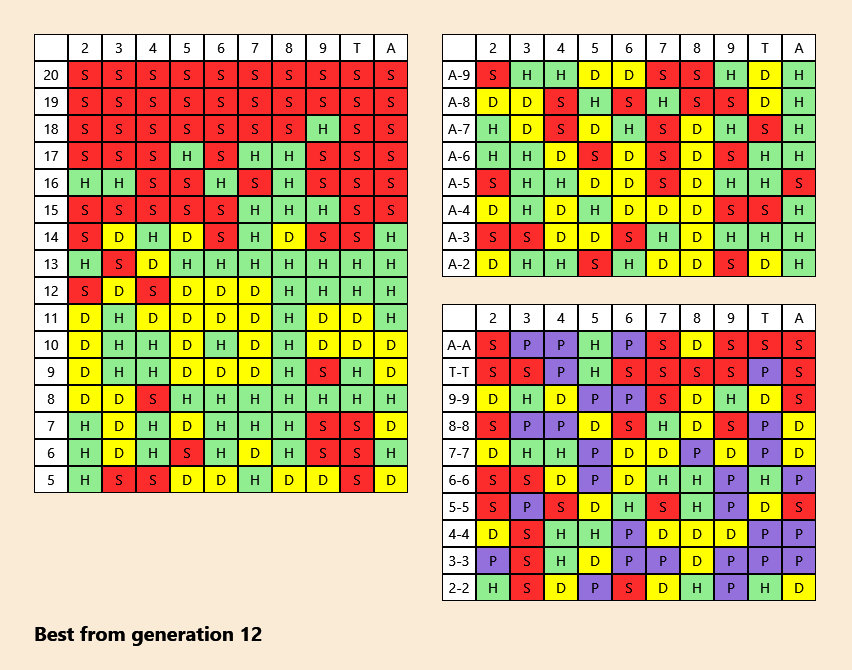 2 3 4 5 6 7 8 9 T A
20 S S S S S S S S S S
19 S S S S S S S S S S
18 S S S S S S S H S S
17 S S S H S H H S S S
16 H H S S H S H S S S
15 S S S S S H H H S S
14 S D H D S H D S S H
13 H S D H H H H H H H
12 S D S D D D H H H H
11 D H D D D D H D D H
10 D H H D H D H D D D
9 D H H D D D H S H D
8 D D S H H H H H H H
7 H D H D H H H S S D
6 H D H S H D H S S H
5 H S S D D H D D S D
2 3 4 5 6 7 8 9 T A
A-9 S H H D D S S H D H
A-8 D D S H S H S S D H
A-7 H D S D H S D H S H
A-6 H H D S D S D S H H
A-5 S H H D D S D H H S
A-4 D H D H D D D S S H
A-3 S S D D S H D H H H
A-2 D H H S H D D S D H
2 3 4 5 6 7 8 9 T A
A-A S P P H P S D S S S
T-T S S P H S S S S P S
9-9 D H D P P S D H D S
8-8 S P P D S H D S P D
7-7 D H H P D D P D P D
6-6 S S D P D H H P H P
5-5 S P S D H S H P D S
4-4 D S H H P D D D P P
3-3 P S H D P P D P P P
2-2 H S D P S D H P H D
Best from generation 12